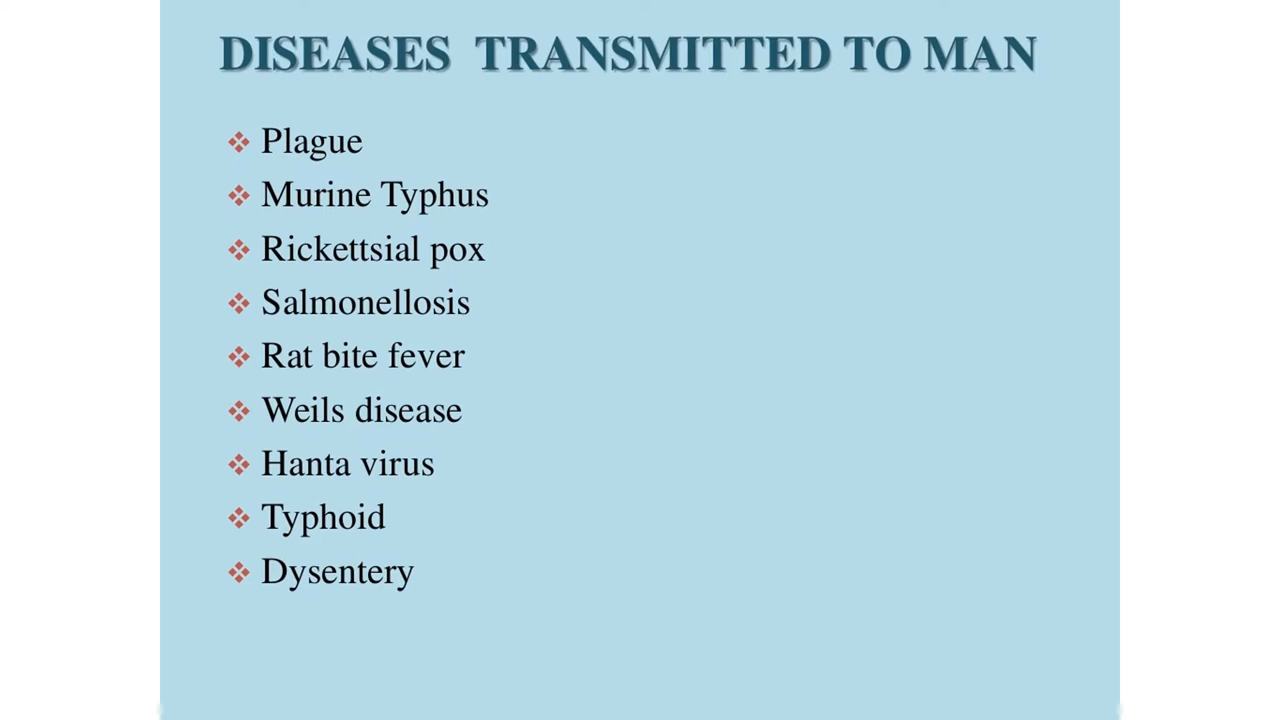 DISEASES TRANSMITTED TO MAN
Plague
Murine Typhus
Rickettsial pox
Salmonellosis
Rat bite fever
Weils disease
Hanta virus
Typhoid
Dysentery